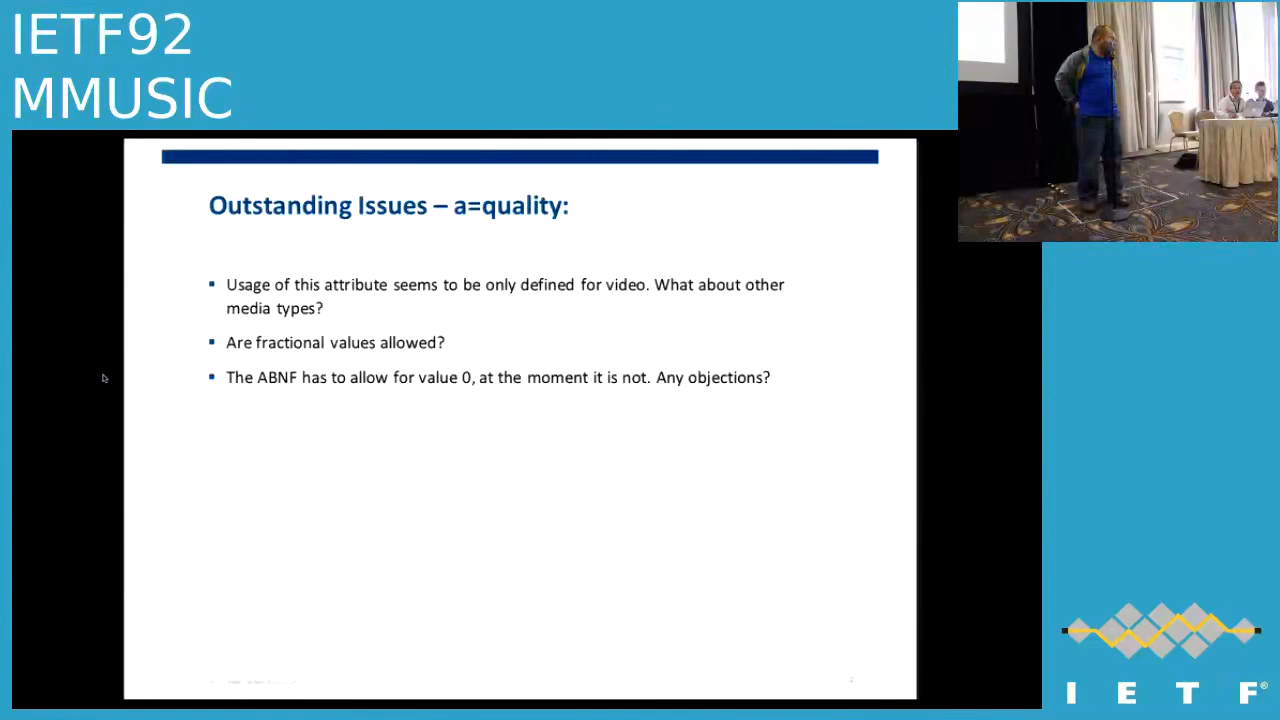 IETF92
MMUSIC
Outstanding Issues – a=quality:
Usage of this attribute seems to be only defined for video. What about other
media types?
Are fractional values allowed?
The ABNF has to allow for value 0, at the moment it is not. Any objections?
I E T F®